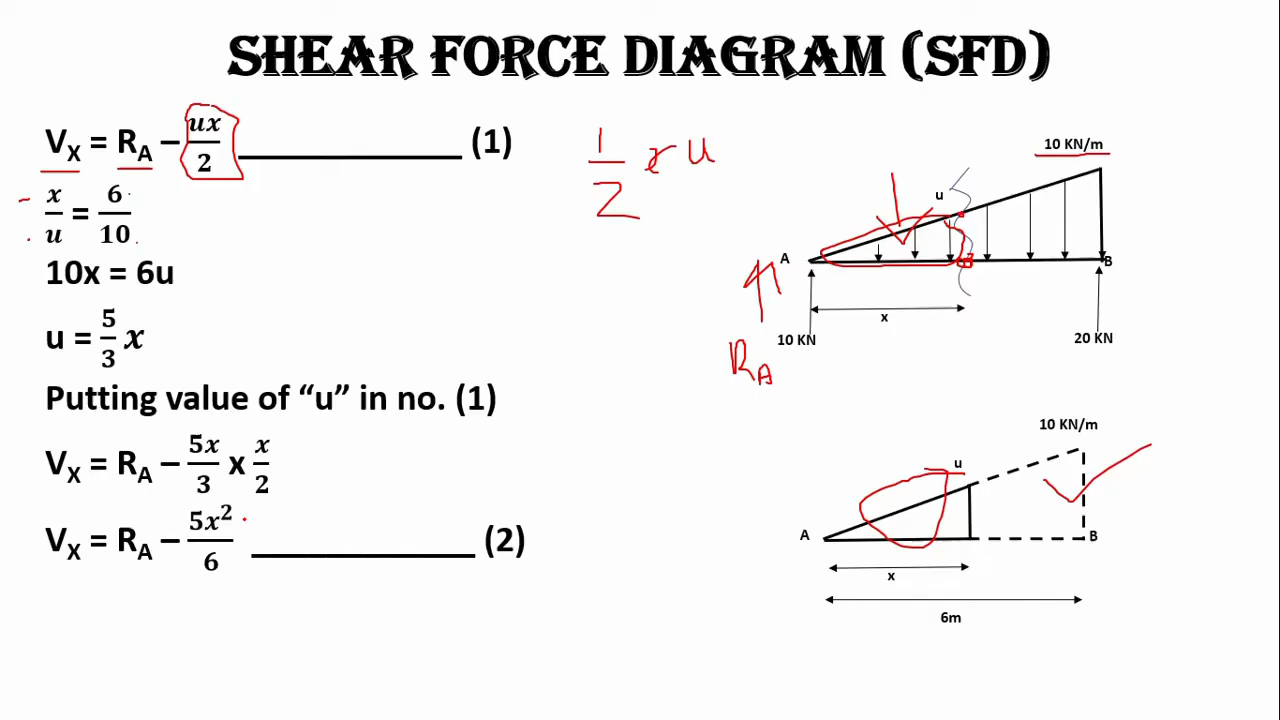 SHEAR FORCE DIAGRAM (SFD)
Vx = RA − ux/2 __________ (1)
x/u = 6/10
10x = 6u
u = 5/3 x
Putting value of “u” in no. (1)
Vx = RA − 5x/3 x x/2
Vx = RA − 5x²/6 __________ (2)
1/2 x u
10 KN/m
u
A
B
x
10 KN
20 KN
RA
10 KN/m
u
A
B
x
6m